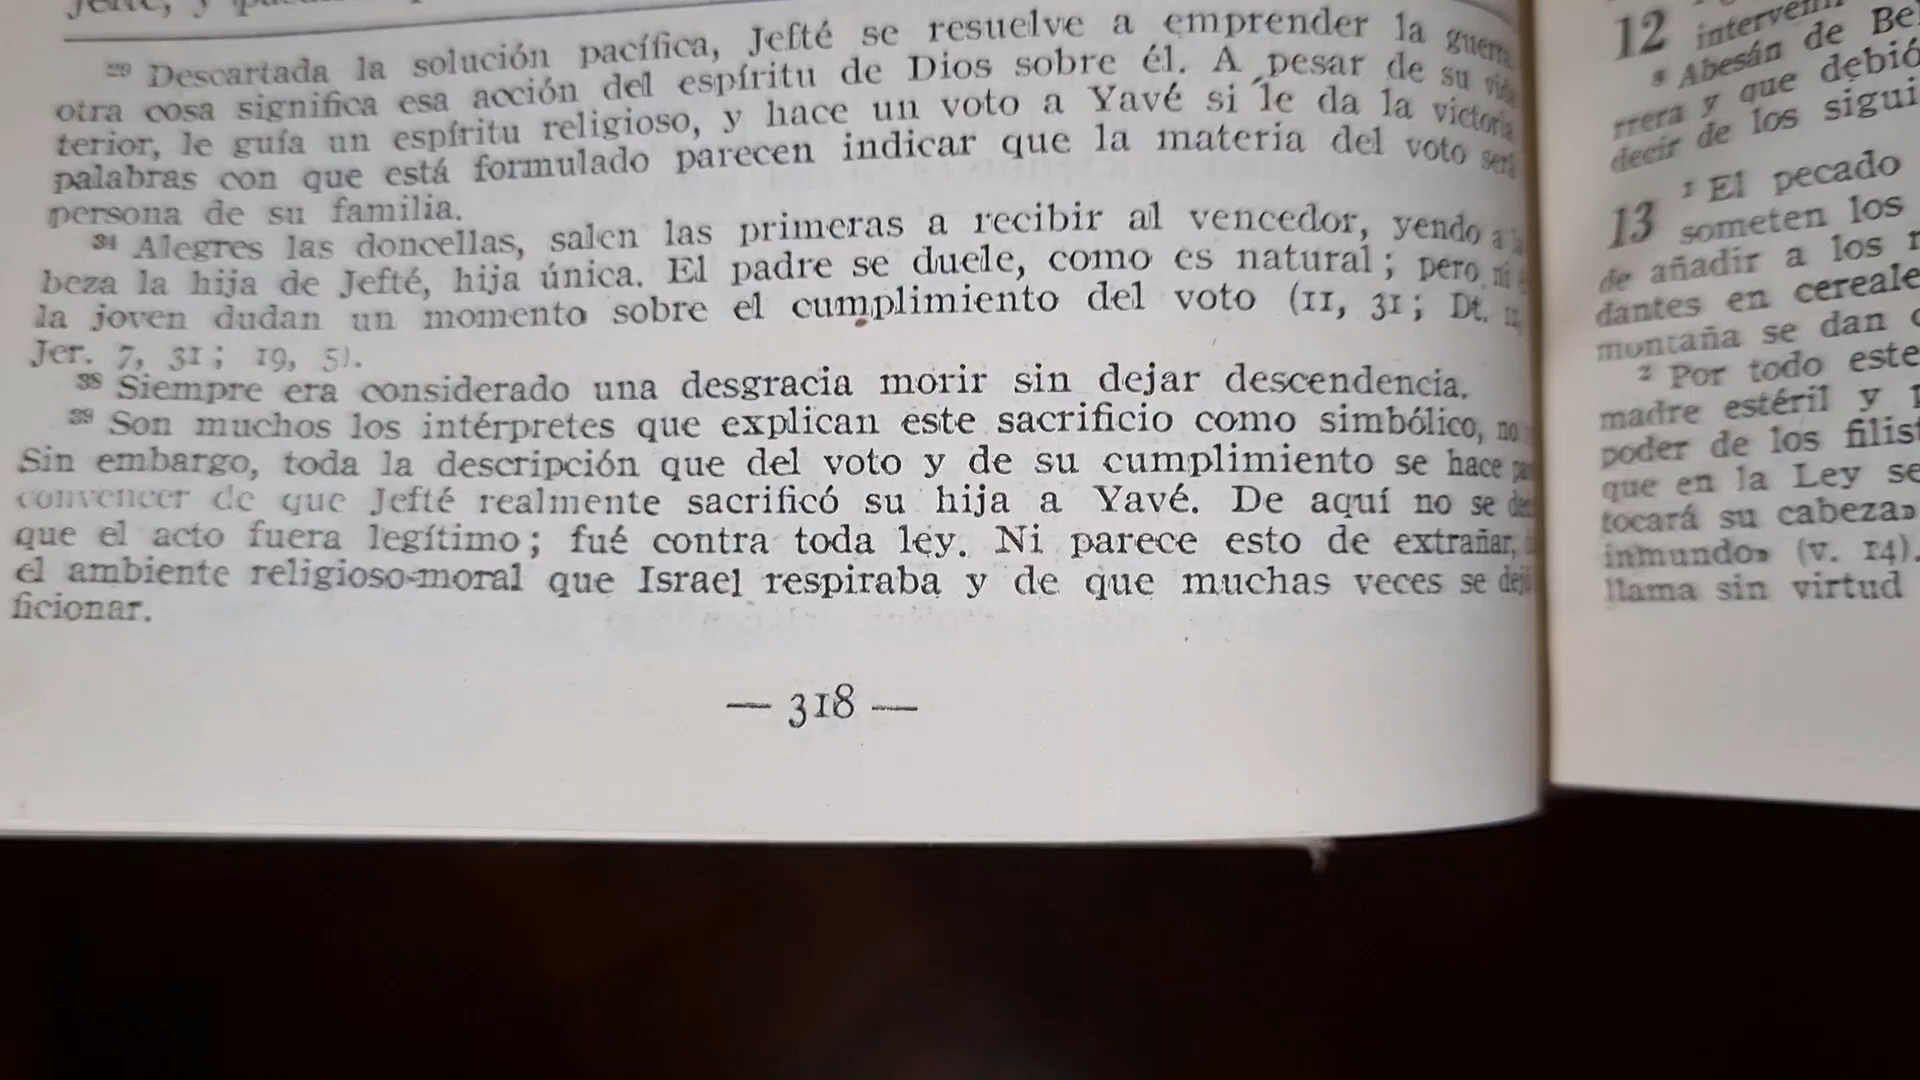 ²⁹ Descartada la solución pacífica, Jefté se resuelve a emprender la guerra
otra cosa significa esa acción del espíritu de Dios sobre él. A pesar de su
terior, le guía un espíritu religioso, y hace un voto a Yavé si le da la victoria
palabras con que está formulado parecen indicar que la materia del voto
persona de su familia.
³⁴ Alegres las doncellas, salen las primeras a recibir al vencedor, yendo a
beza la hija de Jefté, hija única. El padre se duele, como es natural; pero ni
la joven dudan un momento sobre el cumplimiento del voto (11, 31; Dt.
Jer. 7, 31; 19, 5).
³⁸ Siempre era considerado una desgracia morir sin dejar descendencia.
³⁹ Son muchos los intérpretes que explican este sacrificio como simbólico, no
Sin embargo, toda la descripción que del voto y de su cumplimiento se hace
convencer de que Jefté realmente sacrificó su hija a Yavé. De aquí no se
que el acto fuera legítimo; fué contra toda ley. Ni parece esto de extrañar,
el ambiente religioso-moral que Israel respiraba y de que muchas veces se
ficionar.
— 318 —
12
⁸ Abesán de
rrera y que debió
decir de los
13 ¹ El pecado
someten los
de añadir a los
dantes en
montaña se dan
² Por todo este
madre estéril y
poder de los
que en la Ley
tocará su cabeza»
inmundo» (v. 14).
llama sin virtud